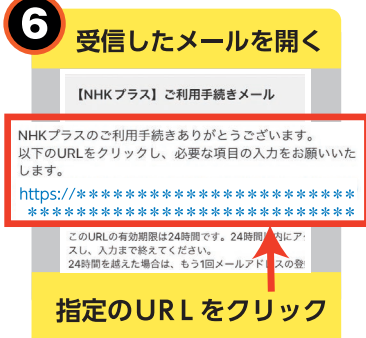 6
受信したメールを開く
【NHKプラス】ご利用手続きメール
NHKプラスのご利用手続きありがとうございます。
以下のURLをクリックし、必要な項目の入力をお願いいた
します。
https://***********************
***************************
このURLの有効期限は24時間です。24時間 内にア
スし、入力まで終えてください。
24時間を越えた場合は、もう1回メールアド スの登
指定のURLをクリック